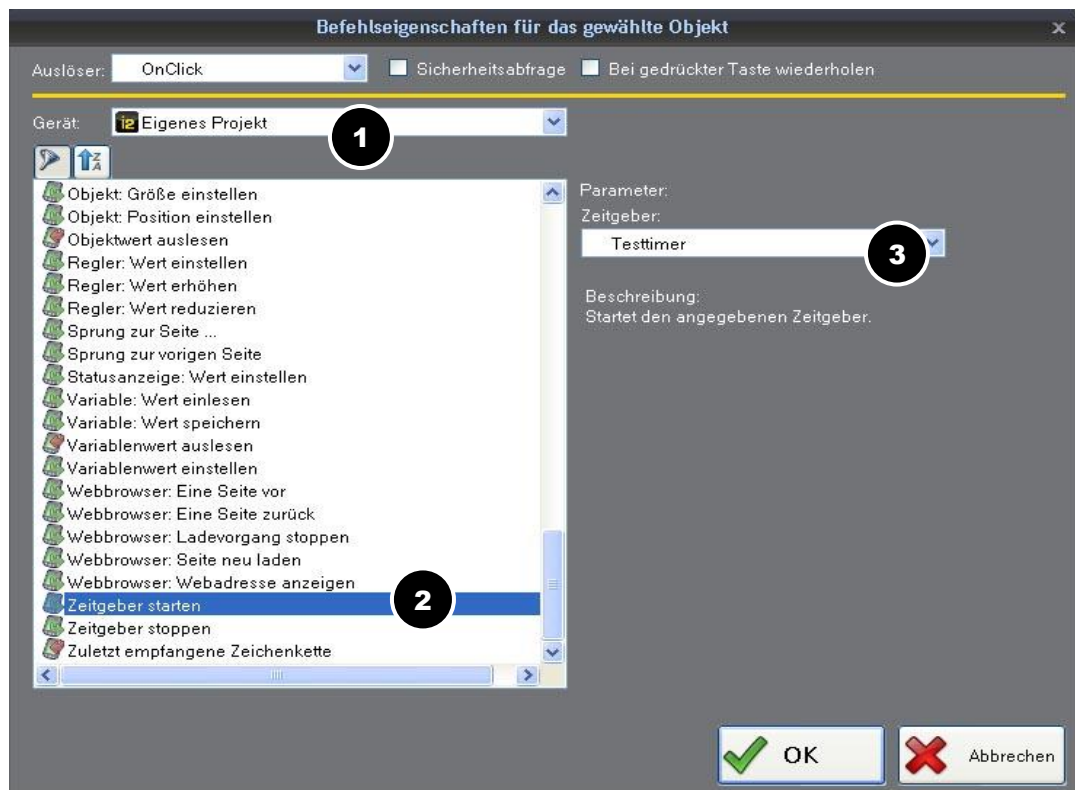 Befehlseigenschaften für das gewählte Objekt
x
Auslöser: OnClick Sicherheitsabfrage Bei gedrückter Taste wiederholen
Gerät: i2 Eigenes Projekt
1
Z A
Objekt: Größe einstellen
Objekt: Position einstellen
Objektwert auslesen
Regler: Wert einstellen
Regler: Wert erhöhen
Regler: Wert reduzieren
Sprung zur Seite ...
Sprung zur vorigen Seite
Statusanzeige: Wert einstellen
Variable: Wert einlesen
Variable: Wert speichern
Variablenwert auslesen
Variablenwert einstellen
Webbrowser: Eine Seite vor
Webbrowser: Eine Seite zurück
Webbrowser: Ladevorgang stoppen
Webbrowser: Seite neu laden
Webbrowser: Webadresse anzeigen
Zeitgeber starten
2
Zeitgeber stoppen
Zuletzt empfangene Zeichenkette
Parameter:
Zeitgeber:
Testtimer
3
Beschreibung:
Startet den angegebenen Zeitgeber.
OK
Abbrechen